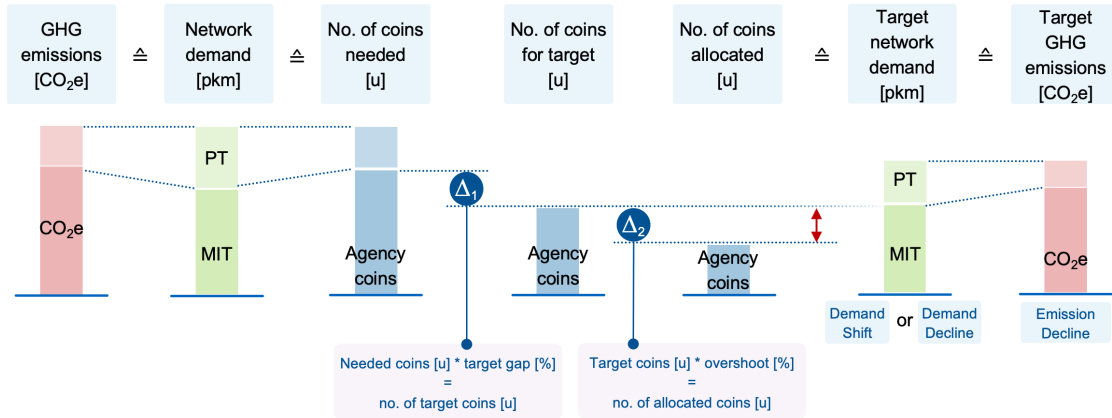 GHG
emissions
[CO₂e]
≙
Network
demand
[pkm]
≙
No. of coins
needed
[u]
No. of coins
for target
[u]
No. of coins
allocated
[u]
≙
Target
network
demand
[pkm]
≙
Target
GHG
emissions
[CO₂e]
CO₂e
PT
MIT
Agency
coins
Δ₁
Agency
coins
Δ₂
Agency
coins
PT
MIT
CO₂e
Demand
Shift
or
Demand
Decline
Emission
Decline
Needed coins [u] * target gap [%]
=
no. of target coins [u]
Target coins [u] * overshoot [%]
=
no. of allocated coins [u]